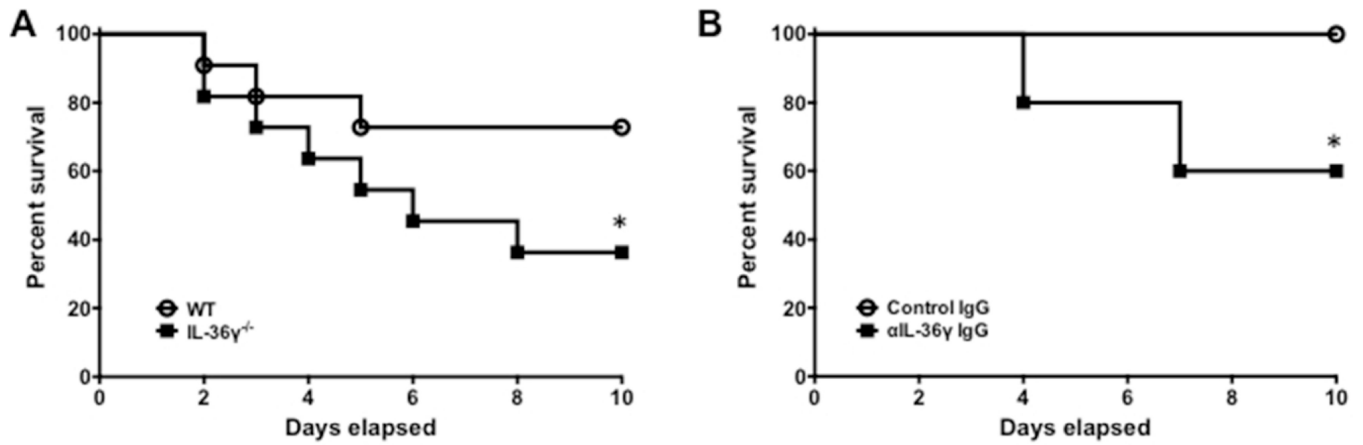 A
Percent survival
100
80
60
40
20
0
*
WT
IL-36γ-/-
0 2 4 6 8 10
Days elapsed
B
Percent survival
100
80
60
40
20
0
*
Control IgG
αIL-36γ IgG
0 2 4 6 8 10
Days elapsed